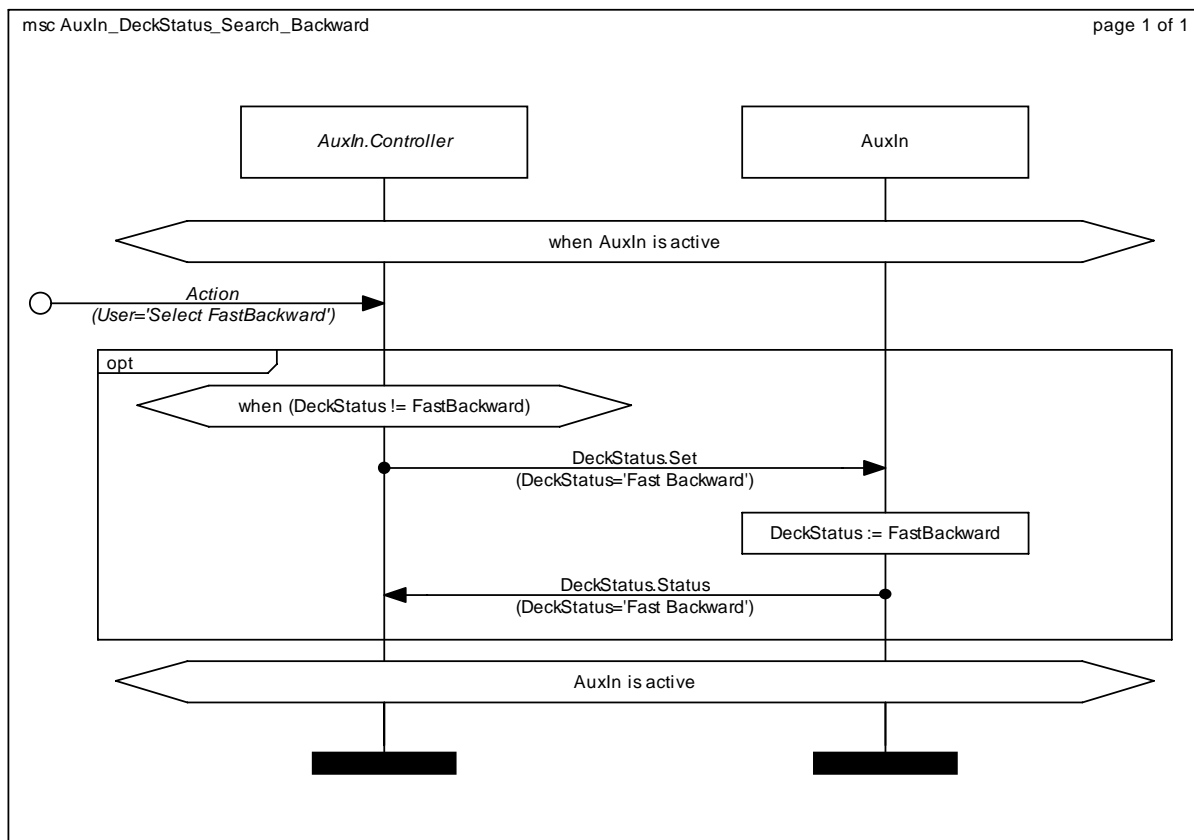 msc AuxIn_DeckStatus_Search_Backward
page 1 of 1
AuxIn.Controller
AuxIn
when AuxIn is active
Action
(User='Select FastBackward')
opt
when (DeckStatus != FastBackward)
DeckStatus.Set
(DeckStatus='Fast Backward')
DeckStatus := FastBackward
DeckStatus.Status
(DeckStatus='Fast Backward')
AuxIn is active